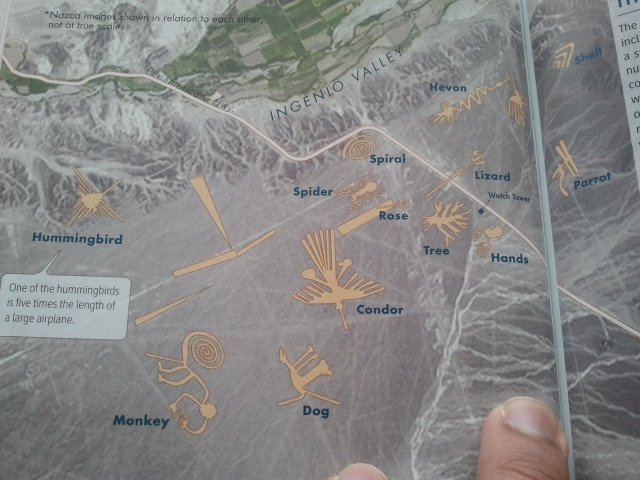 *Nazca images shown in relation to each other,
not at true scale.
INGENIO VALLEY
Hevon
Shell
Spiral
Spider
Lizard
Parrot
Watch Tower
Rose
Tree
Hands
Hummingbird
One of the hummingbirds
is five times the length of
a large airplane.
Condor
Monkey
Dog
The
incl
a s
nu
co
w
o